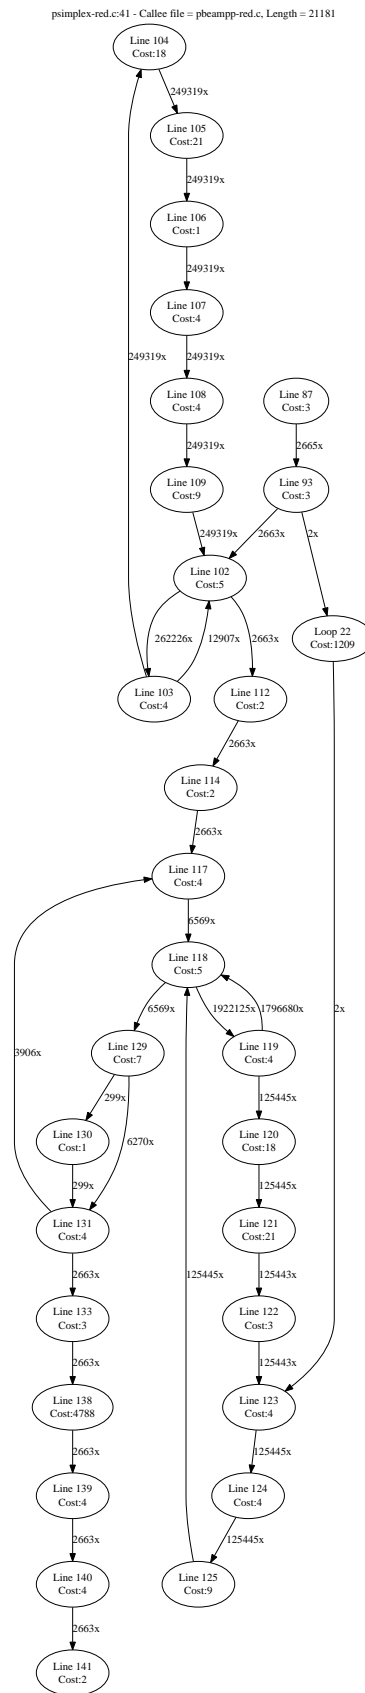 psimplex-red.c:41 - Callee file = pbeampp-red.c, Length = 21181
Line 104
Cost:18
249319x
Line 105
Cost:21
249319x
Line 106
Cost:1
249319x
Line 107
Cost:4
249319x
249319x
Line 108
Cost:4
Line 87
Cost:3
249319x
2665x
Line 109
Cost:9
Line 93
Cost:3
249319x
2663x
2x
Line 102
Cost:5
Loop 22
Cost:1209
262226x
12907x
2663x
Line 103
Cost:4
Line 112
Cost:2
2663x
Line 114
Cost:2
2663x
Line 117
Cost:4
6569x
Line 118
Cost:5
6569x
1922125x
1796680x
2x
3906x
Line 129
Cost:7
Line 119
Cost:4
299x
6270x
125445x
Line 130
Cost:1
Line 120
Cost:18
299x
125445x
Line 131
Cost:4
Line 121
Cost:21
2663x
125445x
125443x
Line 133
Cost:3
Line 122
Cost:3
2663x
125443x
Line 138
Cost:4788
Line 123
Cost:4
2663x
125445x
Line 139
Cost:4
Line 124
Cost:4
2663x
125445x
Line 140
Cost:4
Line 125
Cost:9
2663x
Line 141
Cost:2